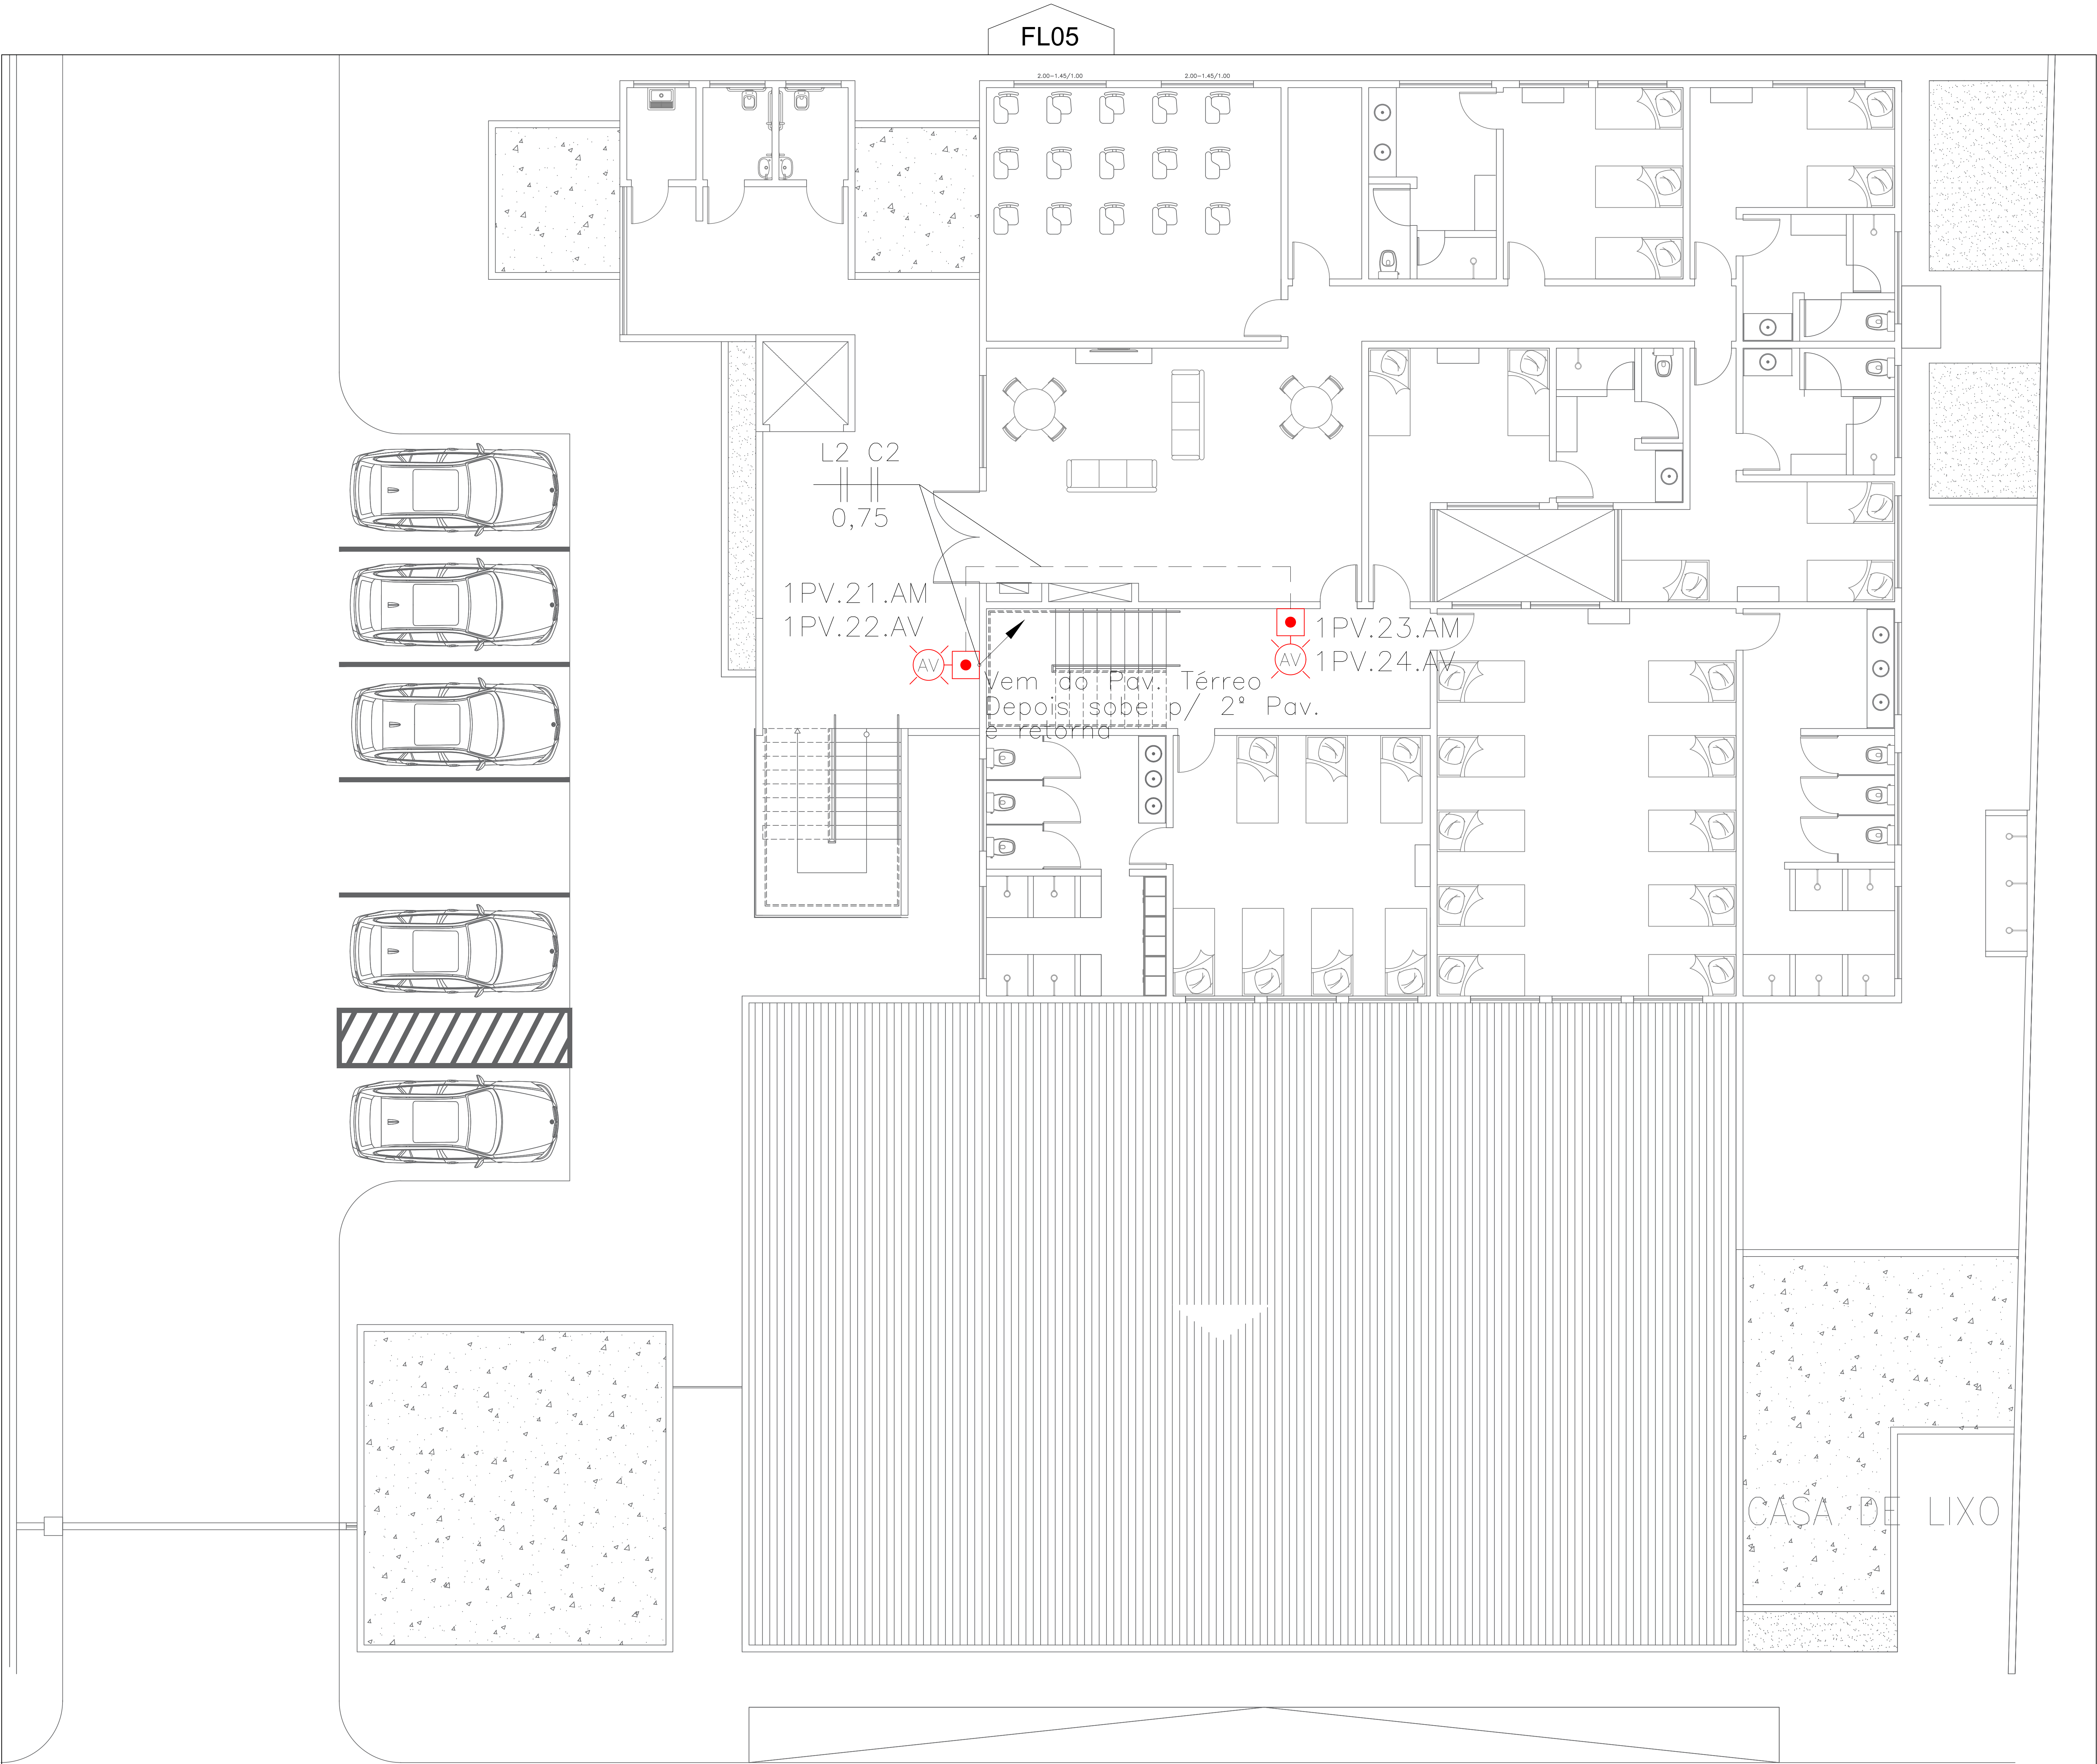 FL05
2.00-1.45/1.00
2.00-1.45/1.00
L2 C2
0,75
1PV.21.AM
1PV.22.AV
AV
1PV.23.AM
1PV.24.AV
AV
Vem do Pav. Térreo
Depois sobe p/ 2º Pav.
e retorna
CASA DE LIXO